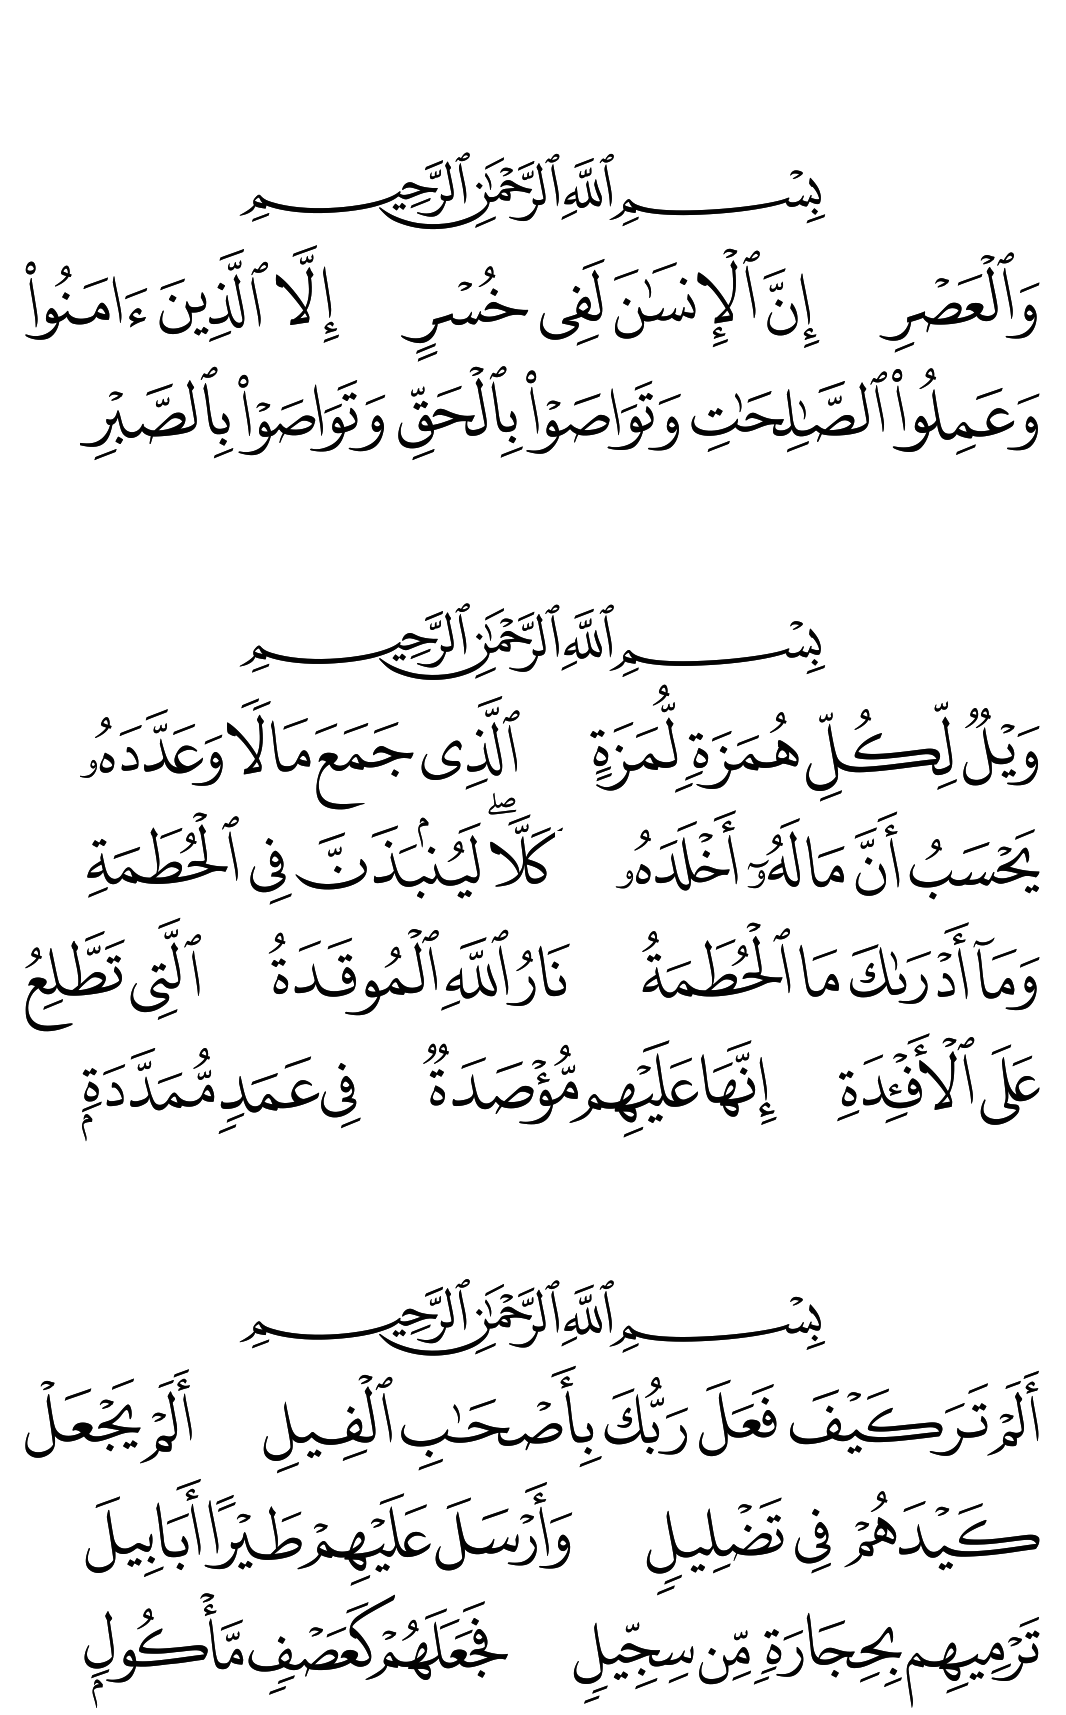 بِسْمِ ٱللَّهِ ٱلرَّحْمَٰنِ ٱلرَّحِيمِ
وَٱلْعَصْرِ إِنَّ ٱلْإِنسَـٰنَ لَفِى خُسْرٍ إِلَّا ٱلَّذِينَ ءَامَنُوا۟
وَعَمِلُوا۟ ٱلصَّـٰلِحَـٰتِ وَتَوَاصَوْا۟ بِٱلْحَقِّ وَتَوَاصَوْا۟ بِٱلصَّبْرِ
بِسْمِ ٱللَّهِ ٱلرَّحْمَٰنِ ٱلرَّحِيمِ
وَيْلٌ لِّكُلِّ هُمَزَةٍ لُّمَزَةٍ ٱلَّذِى جَمَعَ مَالًا وَعَدَّدَهُۥ
يَحْسَبُ أَنَّ مَالَهُۥٓ أَخْلَدَهُۥ كَلَّا ۖ لَيُنۢبَذَنَّ فِى ٱلْحُطَمَةِ
وَمَآ أَدْرَىٰكَ مَا ٱلْحُطَمَةُ نَارُ ٱللَّهِ ٱلْمُوقَدَةُ ٱلَّتِى تَطَّلِعُ
عَلَى ٱلْأَفْـِٔدَةِ إِنَّهَا عَلَيْهِم مُّؤْصَدَةٌ فِى عَمَدٍ مُّمَدَّدَةٍۭ
بِسْمِ ٱللَّهِ ٱلرَّحْمَٰنِ ٱلرَّحِيمِ
أَلَمْ تَرَ كَيْفَ فَعَلَ رَبُّكَ بِأَصْحَـٰبِ ٱلْفِيلِ أَلَمْ يَجْعَلْ
كَيْدَهُمْ فِى تَضْلِيلٍ وَأَرْسَلَ عَلَيْهِمْ طَيْرًا أَبَابِيلَ
تَرْمِيهِم بِحِجَارَةٍ مِّن سِجِّيلٍ فَجَعَلَهُمْ كَعَصْفٍ مَّأْكُولٍۭ